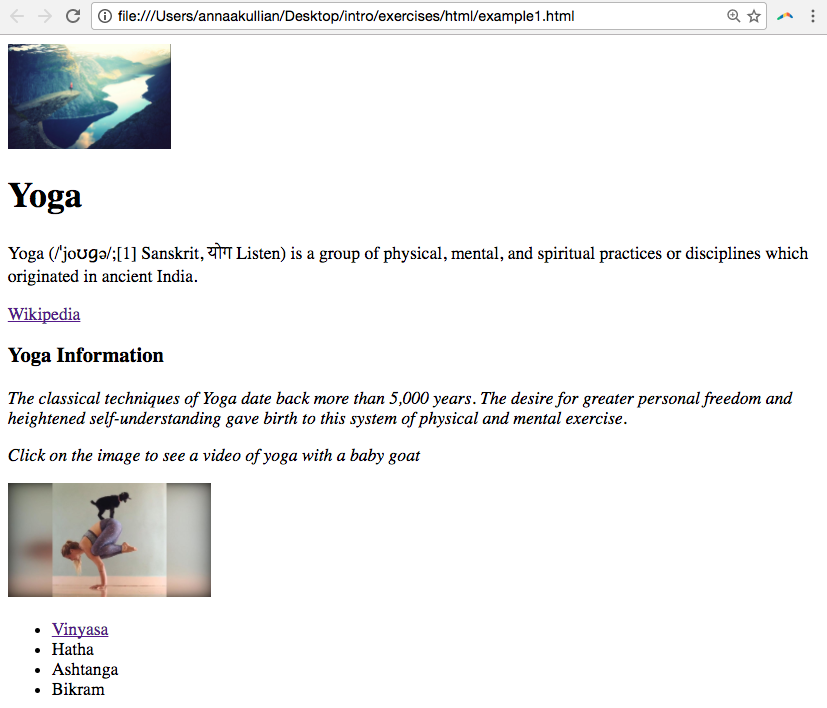 file:///Users/annaakullian/Desktop/intro/exercises/html/example1.html
Yoga
Yoga (/ˈjoʊɡə/;[1] Sanskrit, योग Listen) is a group of physical, mental, and spiritual practices or disciplines which
originated in ancient India.
Wikipedia
Yoga Information
The classical techniques of Yoga date back more than 5,000 years. The desire for greater personal freedom and
heightened self-understanding gave birth to this system of physical and mental exercise.
Click on the image to see a video of yoga with a baby goat
• Vinyasa
• Hatha
• Ashtanga
• Bikram